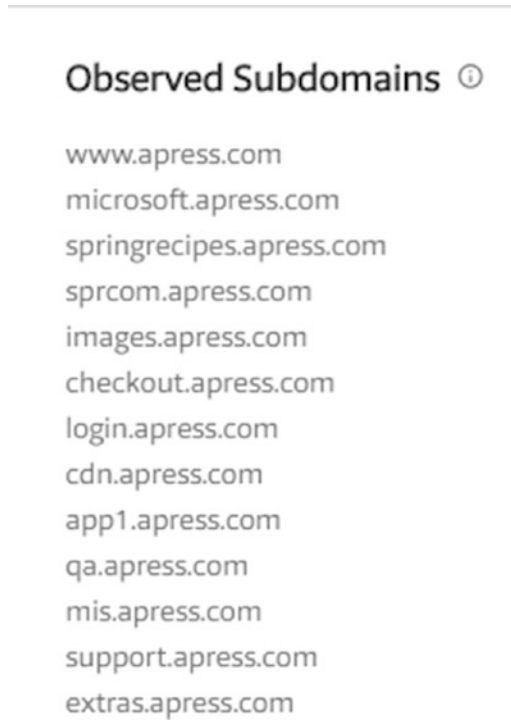 Observed Subdomains
www.apress.com
microsoft.apress.com
springrecipes.apress.com
sprcom.apress.com
images.apress.com
checkout.apress.com
login.apress.com
cdn.apress.com
app1.apress.com
qa.apress.com
mis.apress.com
support.apress.com
extras.apress.com